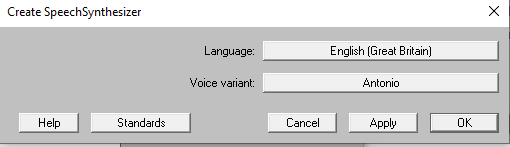 Create SpeechSynthesizer
Language: English (Great Britain)
Voice variant: Antonio
Help Standards Cancel Apply OK